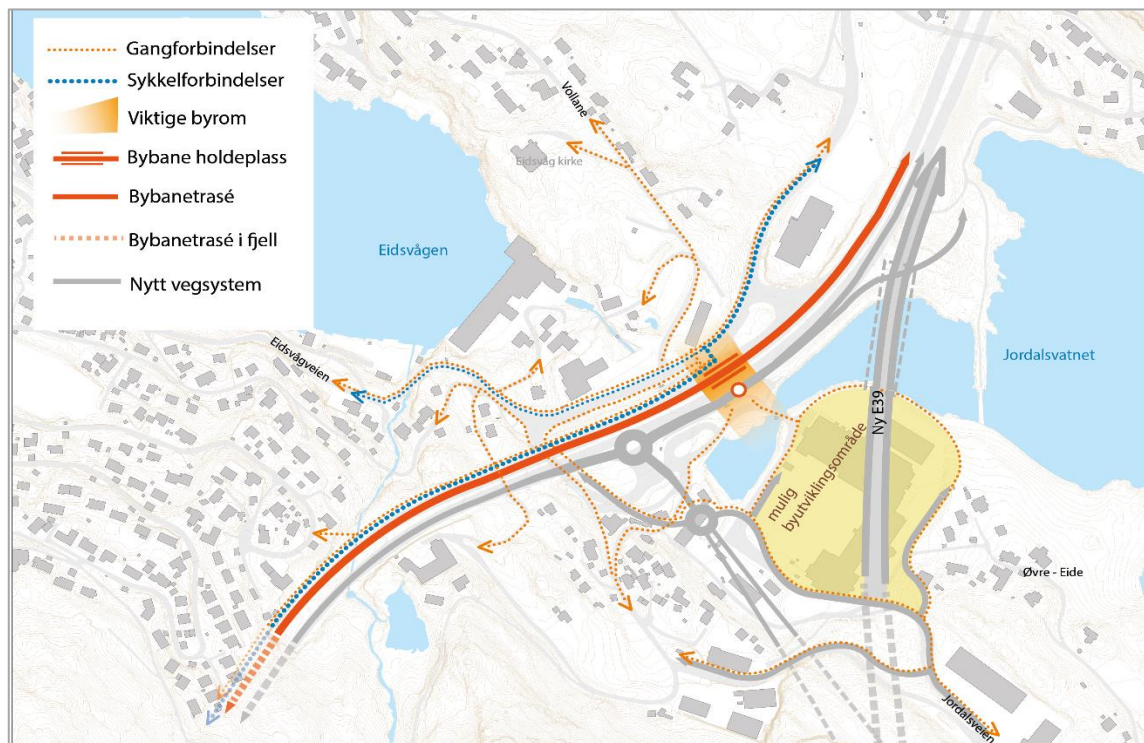 Gangforbindelser
Sykkelforbindelser
Viktige byrom
Bybane holdeplass
Bybanetrasé
Bybanetrasé i fjell
Nytt vegsystem
Vollane
Eidsvåg kirke
Eidsvågen
Eidsvågveien
Jordalsvatnet
Ny E39
mulig
byutviklingsområde
Øvre - Eide
Jordalsveien